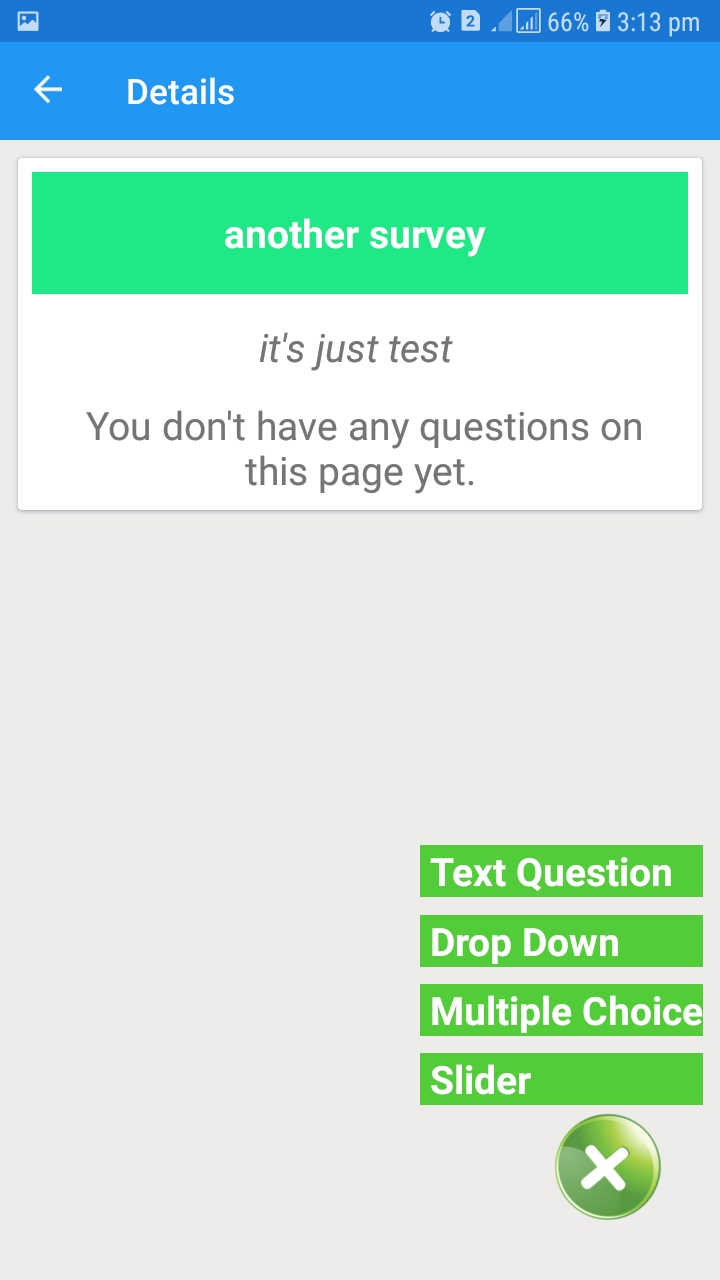 2 66% 3:13 pm
Details
another survey
it's just test
You don't have any questions on
this page yet.
Text Question
Drop Down
Multiple Choice
Slider